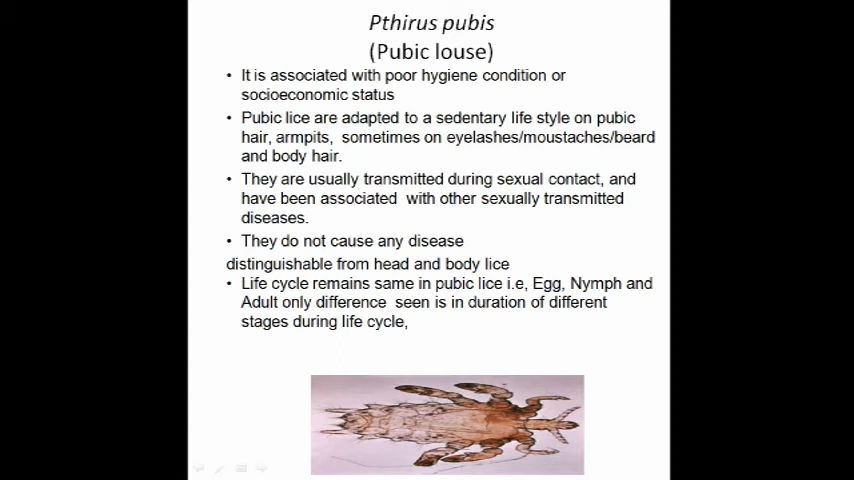 Pthirus pubis
(Pubic louse)
• It is associated with poor hygiene condition or
socioeconomic status
• Pubic lice are adapted to a sedentary life style on pubic
hair, armpits, sometimes on eyelashes/moustaches/beard
and body hair.
• They are usually transmitted during sexual contact, and
have been associated with other sexually transmitted
diseases.
• They do not cause any disease
distinguishable from head and body lice
• Life cycle remains same in pubic lice i.e, Egg, Nymph and
Adult only difference seen is in duration of different
stages during life cycle,